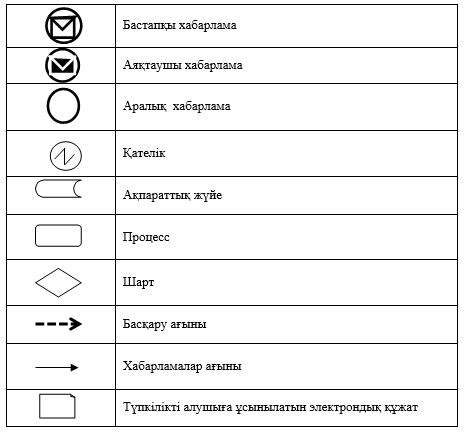 Бастапқы хабарлама
Аяқтаушы хабарлама
Аралық хабарлама
Қателік
Ақпараттық жүйе
Процесс
Шарт
Басқару ағыны
Хабарламалар ағыны
Түпкілікті алушыға ұсынылатын электрондық құжат